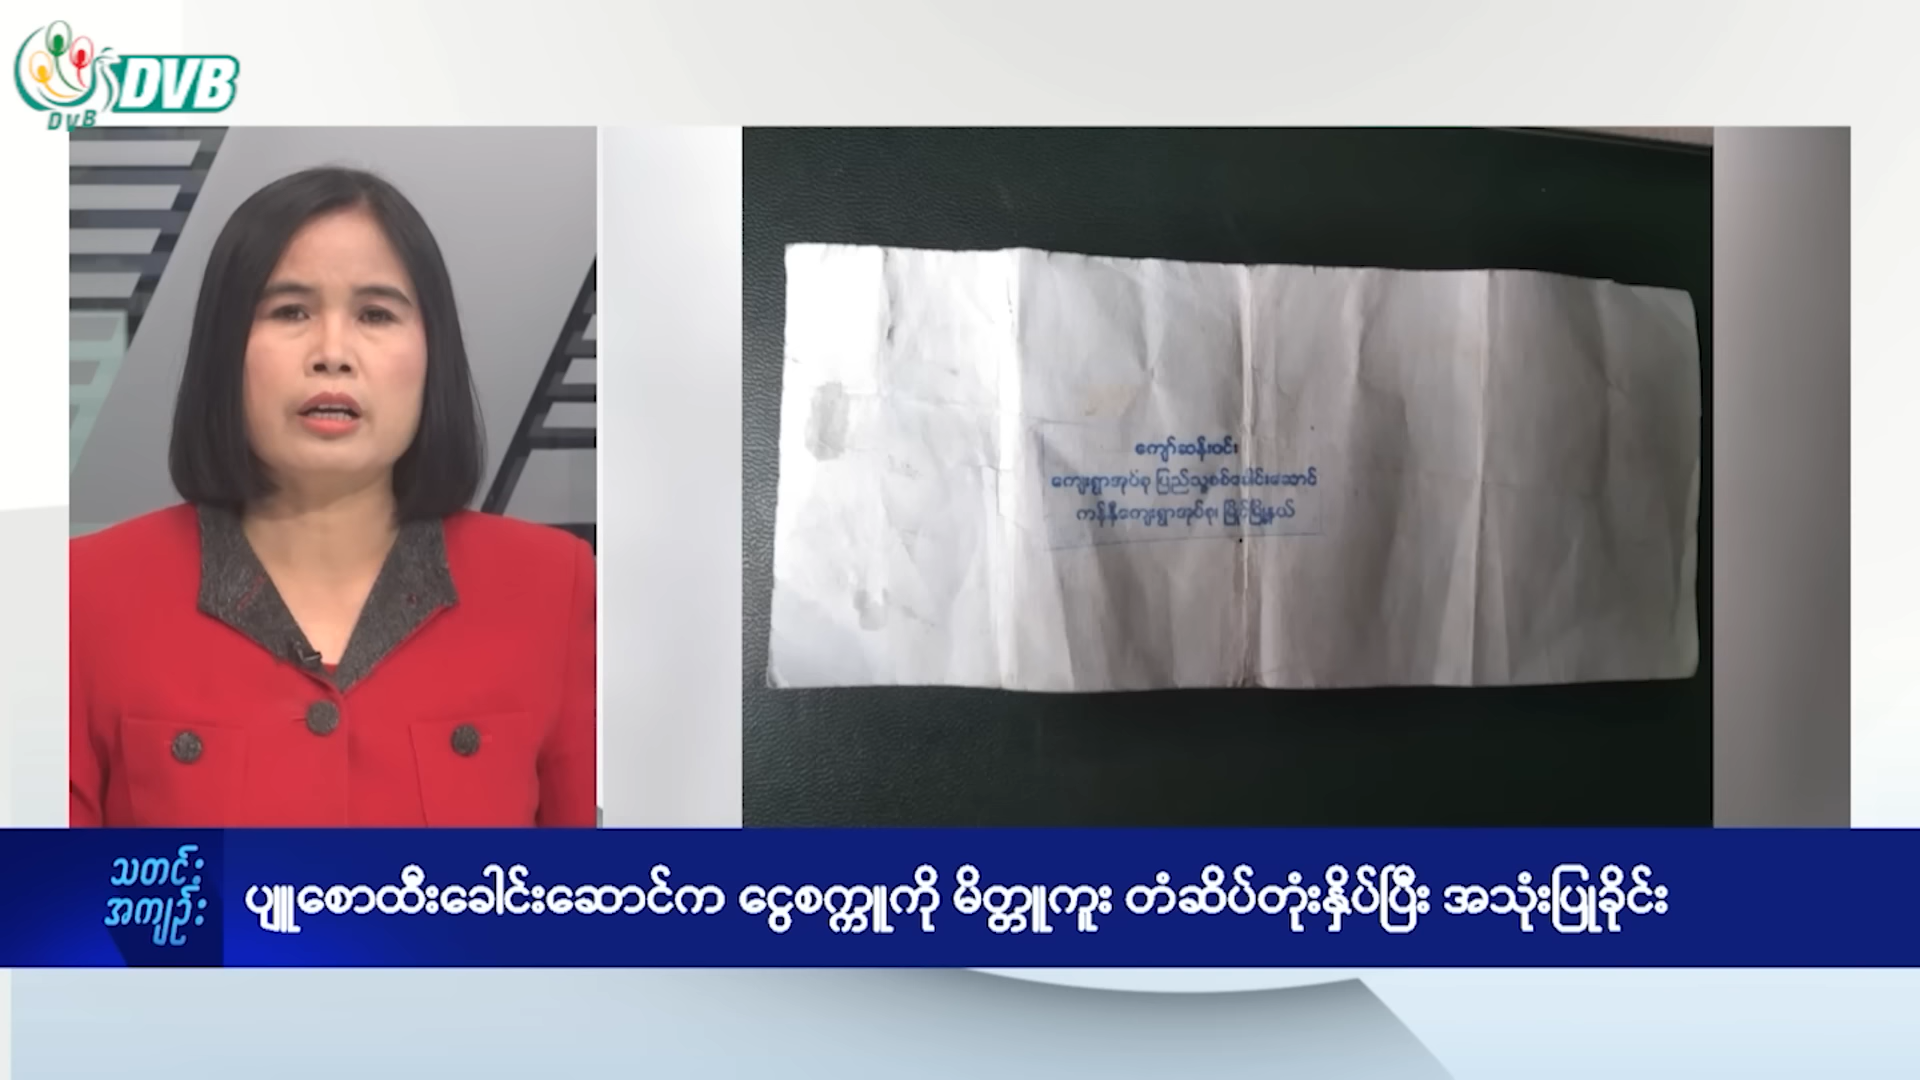 DVB
DVB
ကျော်ဆန်းဝင်း
ကျေးရွာအုပ်စု ပြည်သူ့စစ်ခေါင်းဆောင်
ကန်နီကျေးရွာအုပ်စု၊ မြိုင်မြို့နယ်
သတင်း
အကျဉ်း
ပျူစောထီးခေါင်းဆောင်က ငွေစက္ကူကို မိတ္တူကူး တံဆိပ်တုံးနှိပ်ပြီး အသုံးပြုခိုင်း